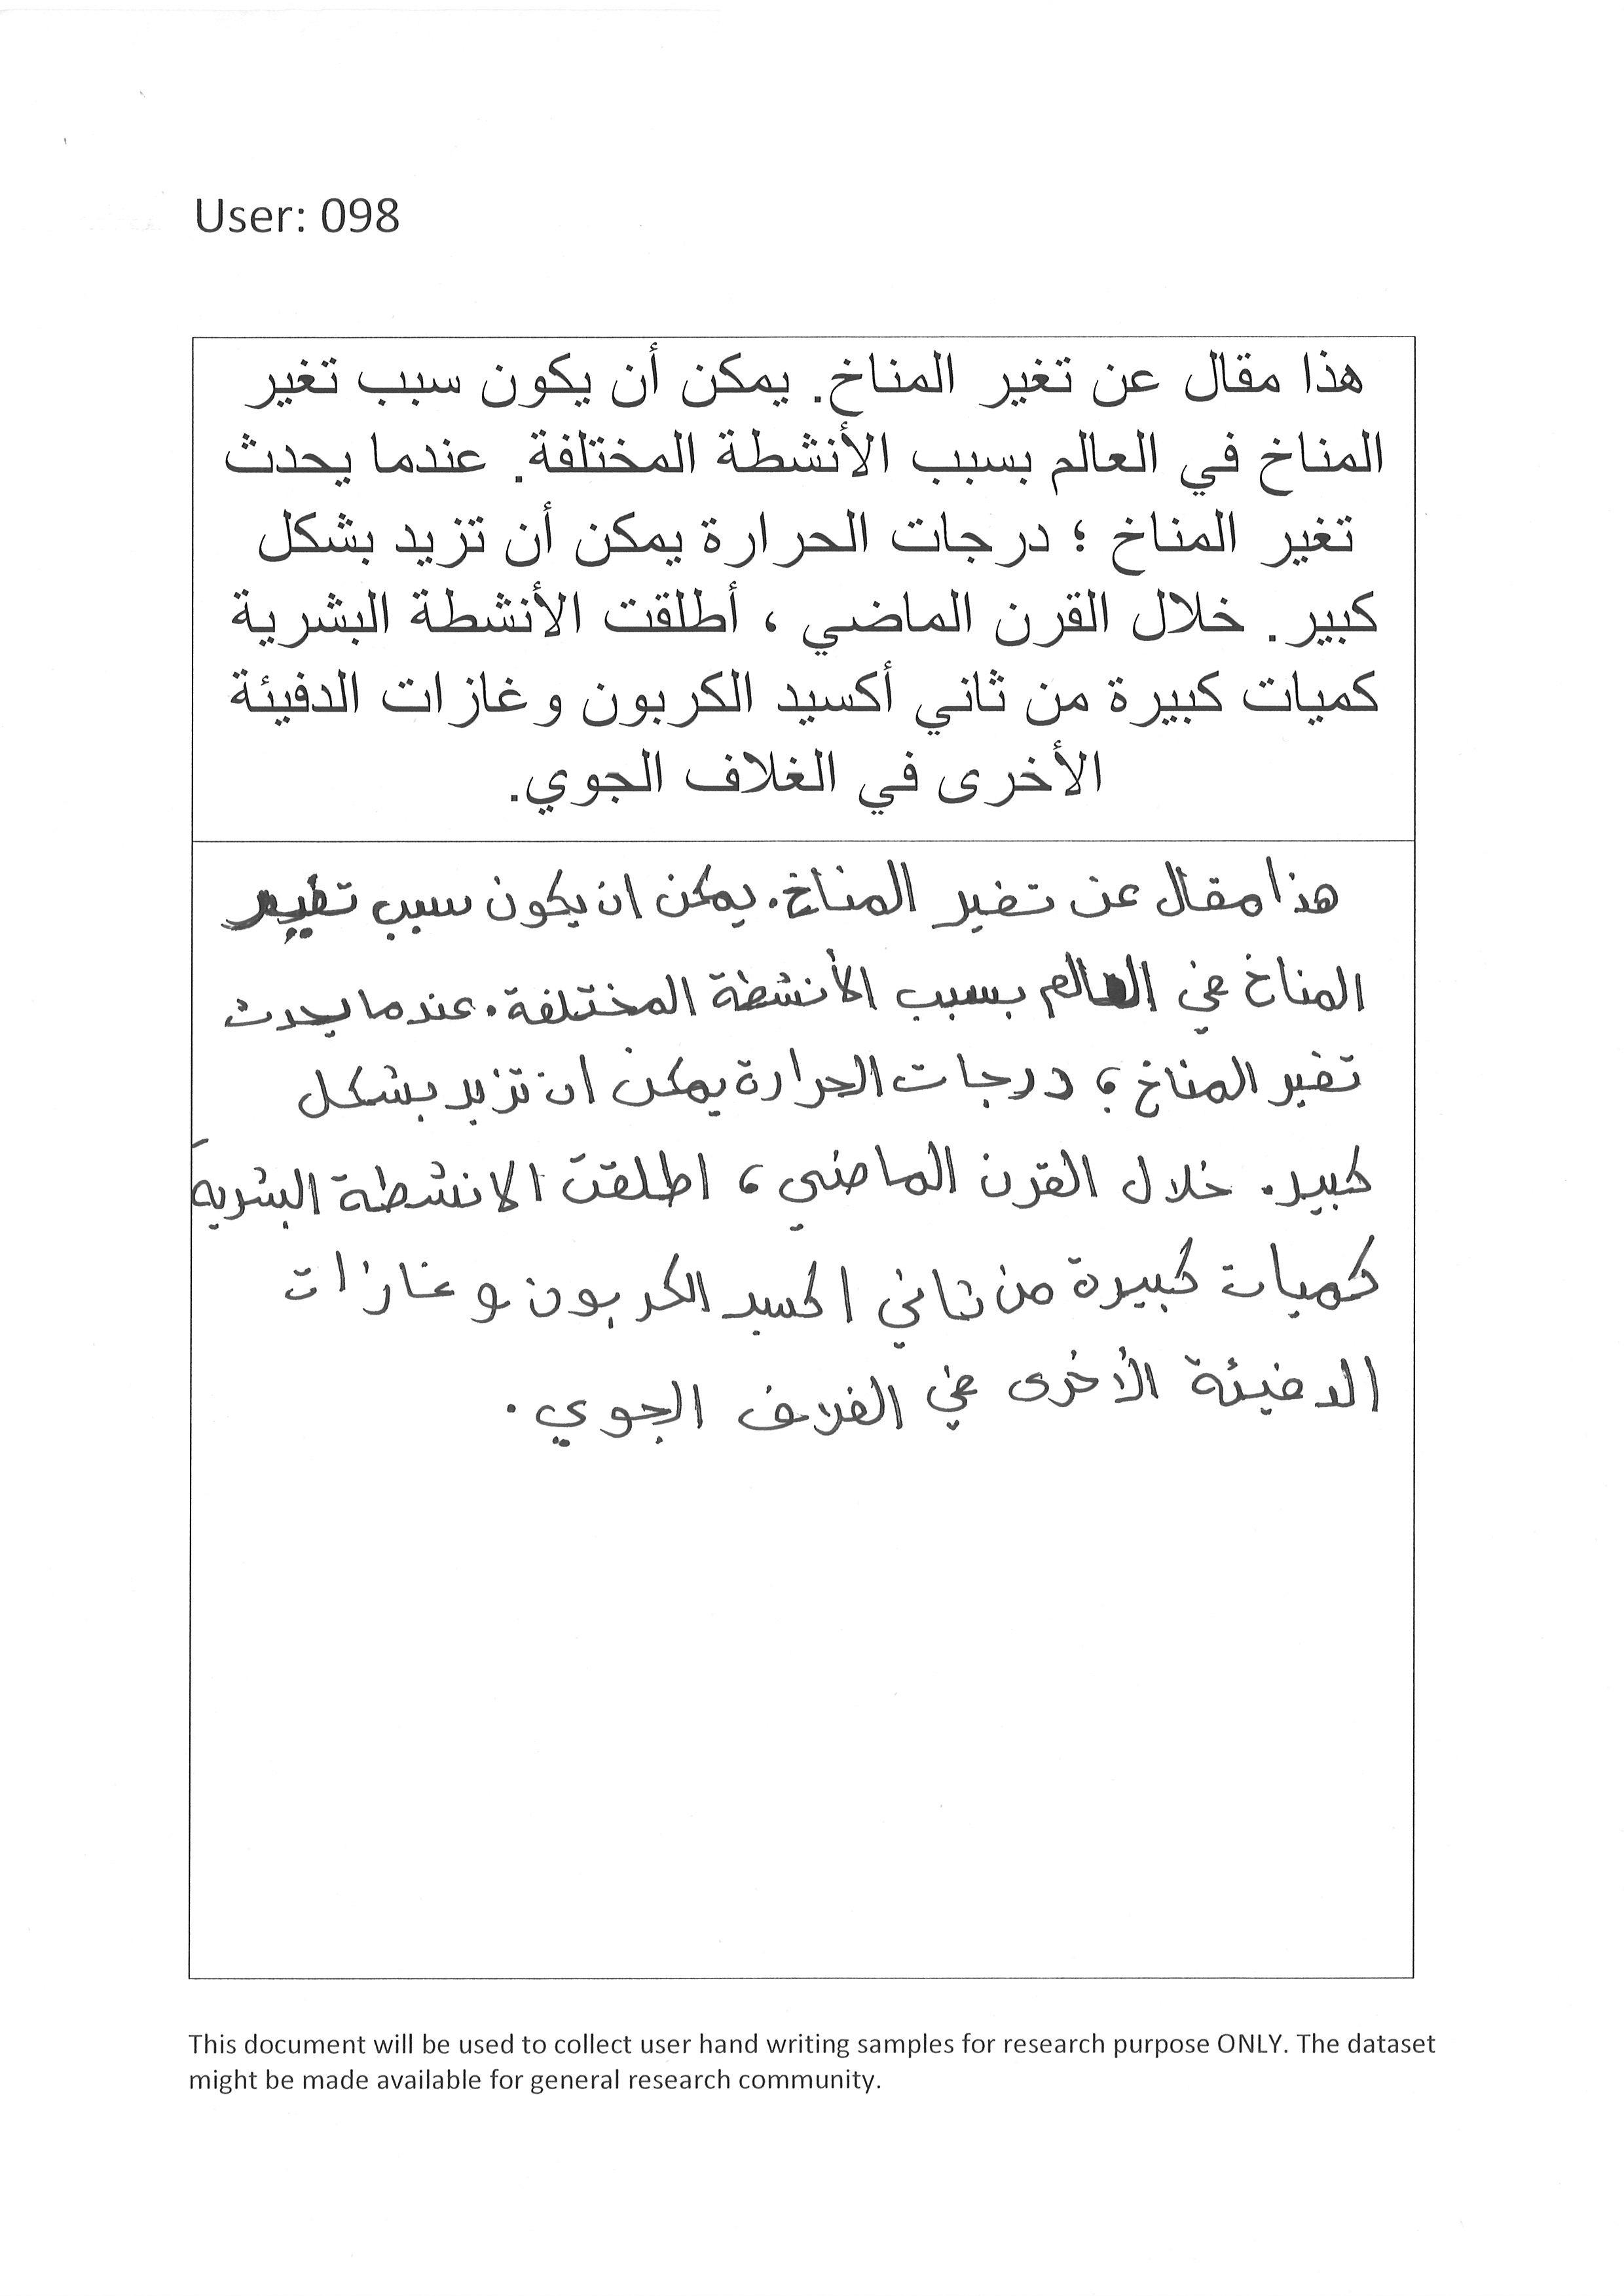 User: 098
هذا مقال عن تغير المناخ. يمكن أن يكون سبب تغير
المناخ في العالم بسبب الأنشطة المختلفة. عندما يحدث
تغير المناخ ؛ درجات الحرارة يمكن أن تزيد بشكل
كبير. خلال القرن الماضي ، أطلقت الأنشطة البشرية
كميات كبيرة من ثاني أكسيد الكربون وغازات الدفيئة
الأخرى في الغلاف الجوي.
هذا مقال عن تغير المناخ. يمكن ان يكون سبب تغيير
المناخ في العالم بسبب الأنشطة المختلفة. عندما يحدث
تغير المناخ ؛ درجات الحرارة يمكن ان تزيد بشكل
كبير. خلال القرن الماضي ، اطلقت الانشطة البشرية
كميات كبيرة من ثاني اكسيد الكربون و غازات
الدفيئة الأخرى في الغلاف الجوي .
This document will be used to collect user hand writing samples for research purpose ONLY. The dataset
might be made available for general research community.